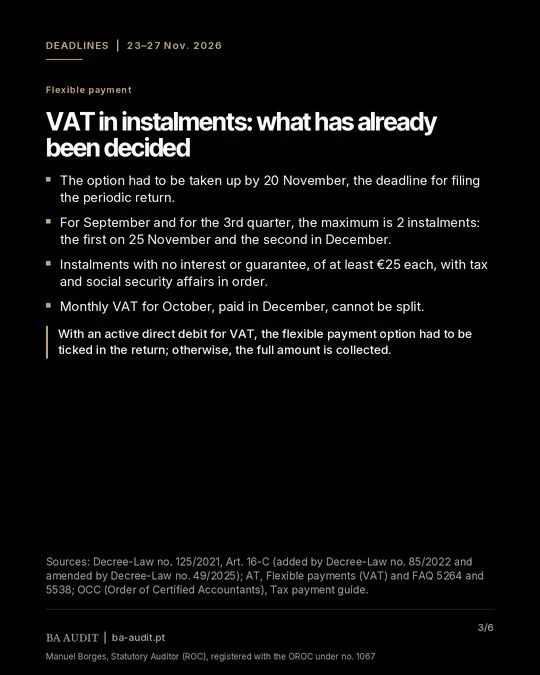 DEADLINES | 23–27 Nov. 2026
Flexible payment
VAT in instalments: what has already
been decided
The option had to be taken up by 20 November, the deadline for filing
the periodic return.
For September and for the 3rd quarter, the maximum is 2 instalments:
the first on 25 November and the second in December.
Instalments with no interest or guarantee, of at least €25 each, with tax
and social security affairs in order.
Monthly VAT for October, paid in December, cannot be split.
With an active direct debit for VAT, the flexible payment option had to be
ticked in the return; otherwise, the full amount is collected.
Sources: Decree-Law no. 125/2021, Art. 16-C (added by Decree-Law no. 85/2022 and
amended by Decree-Law no. 49/2025); AT, Flexible payments (VAT) and FAQ 5264 and
5538; OCC (Order of Certified Accountants), Tax payment guide.
3/6
BA AUDIT | ba-audit.pt
Manuel Borges, Statutory Auditor (ROC), registered with the OROC under no. 1067